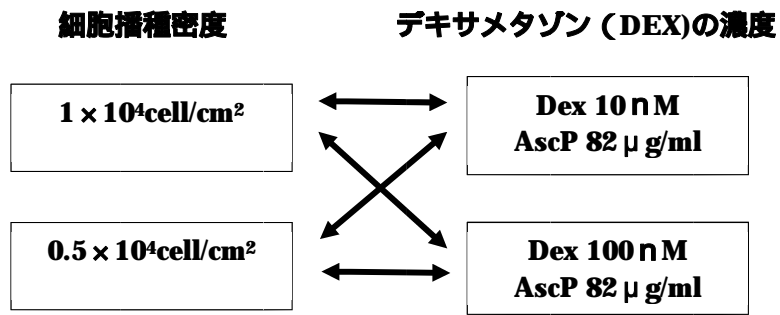 細胞播種密度
デキサメタゾン（DEX)の濃度
1×10⁴cell/cm²
Dex 10nM
AscP 82μg/ml
0.5×10⁴cell/cm²
Dex 100nM
AscP 82μg/ml